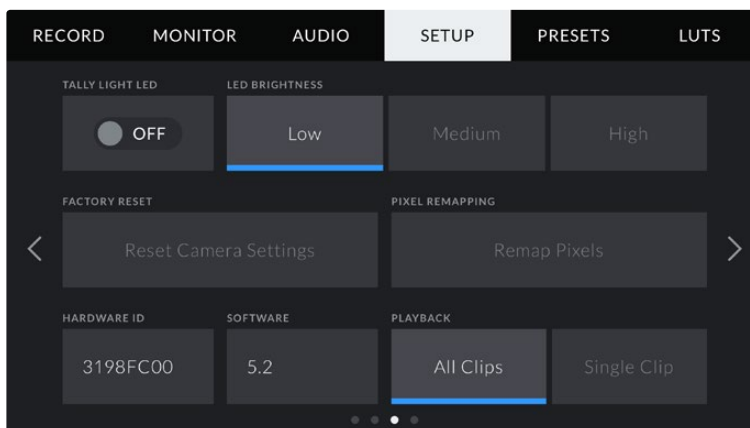 RECORD MONITOR AUDIO SETUP PRESETS LUTS
TALLY LIGHT LED LED BRIGHTNESS
OFF Low Medium High
FACTORY RESET PIXEL REMAPPING
Reset Camera Settings Remap Pixels
HARDWARE ID SOFTWARE PLAYBACK
3198FC00 5.2 All Clips Single Clip